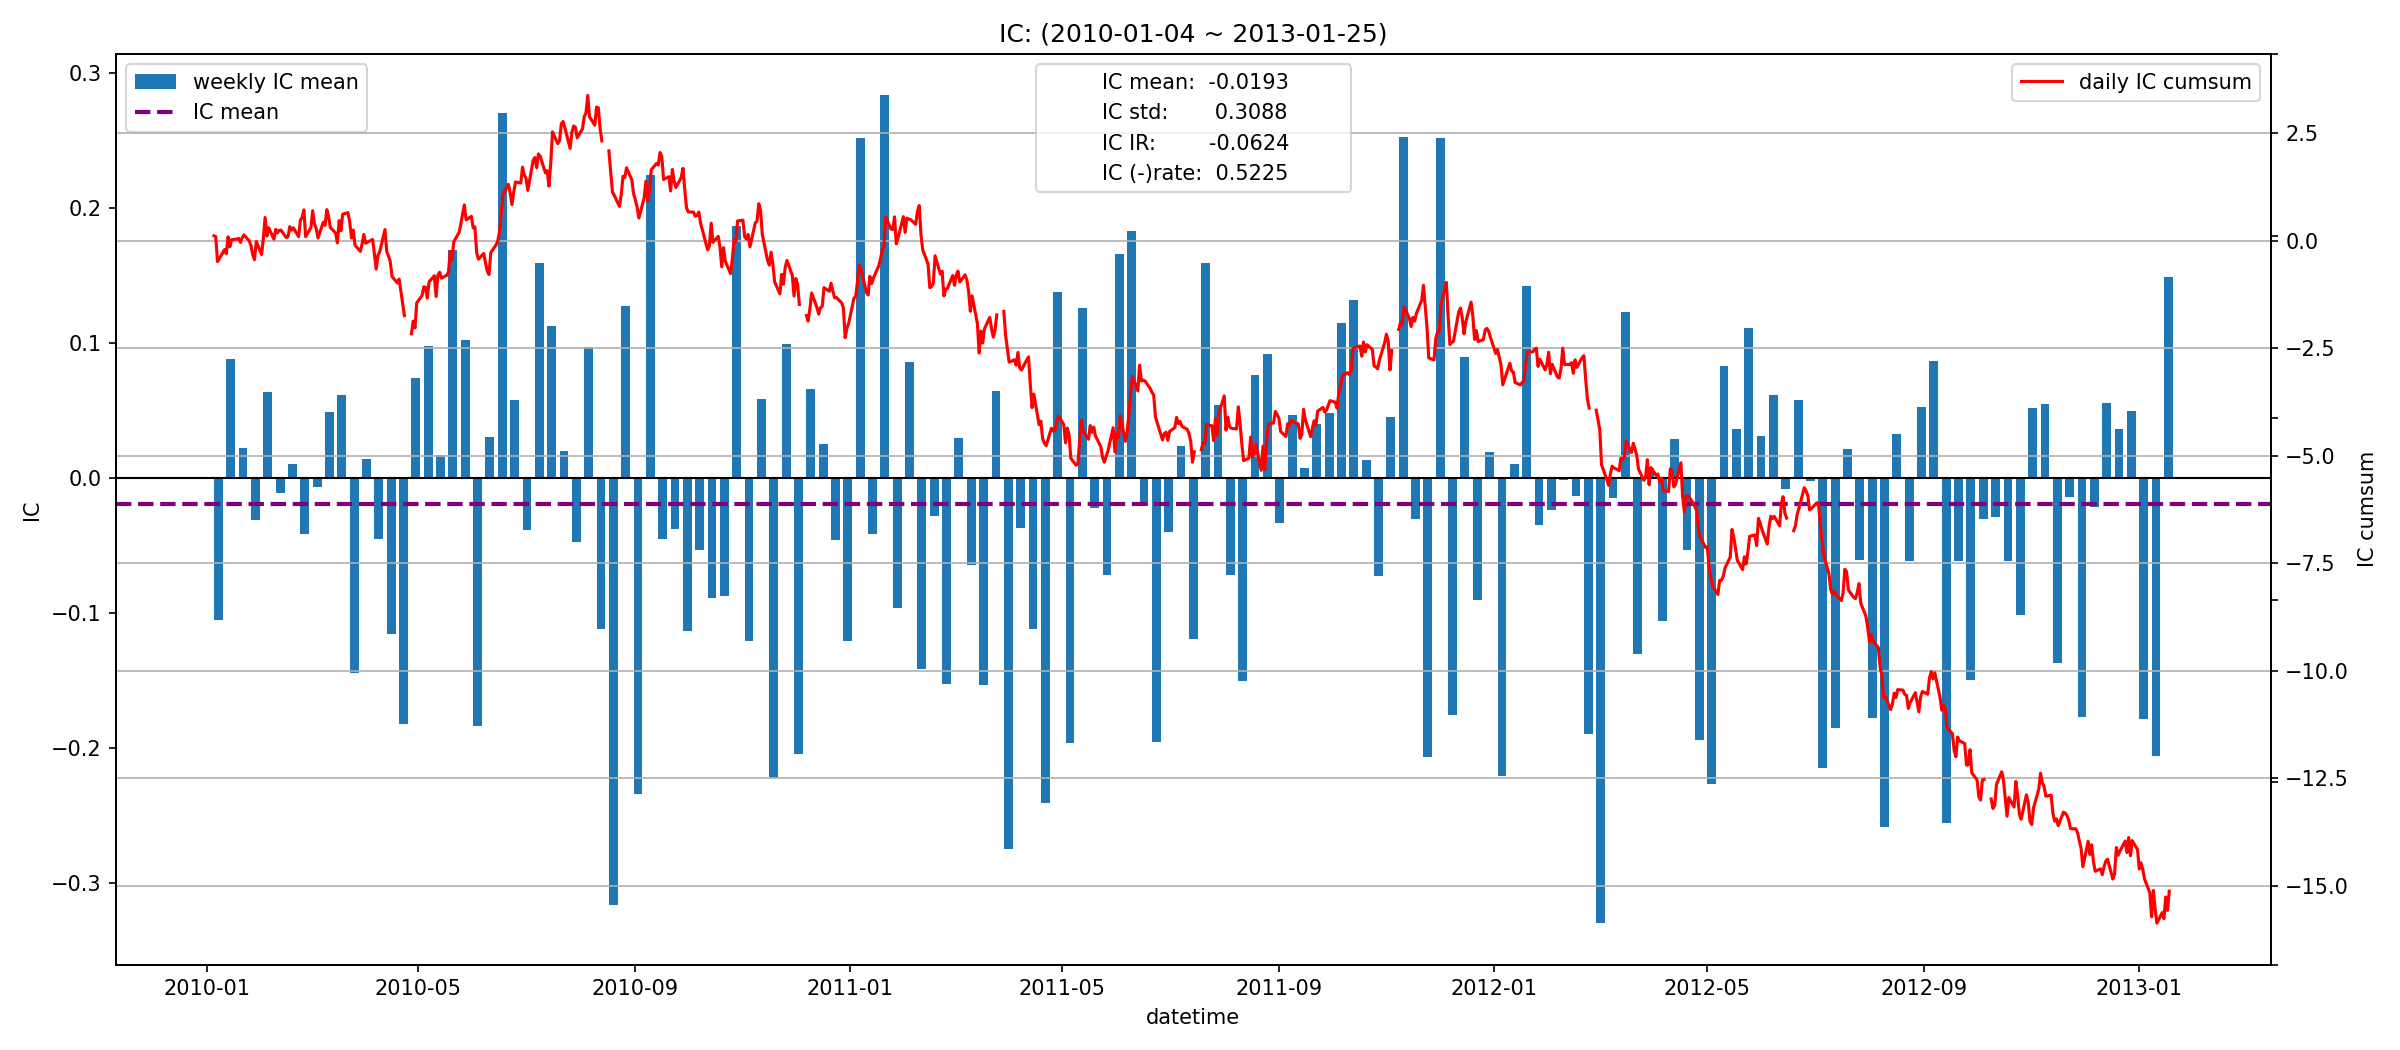 IC: (2010-01-04 ~ 2013-01-25)
weekly IC mean
IC mean
IC mean: -0.0193
IC std: 0.3088
IC IR: -0.0624
IC (-)rate: 0.5225
daily IC cumsum
0.3
0.2
0.1
0.0
−0.1
−0.2
−0.3
IC
2.5
0.0
−2.5
−5.0
−7.5
−10.0
−12.5
−15.0
IC cumsum
2010-01
2010-05
2010-09
2011-01
2011-05
2011-09
2012-01
2012-05
2012-09
2013-01
datetime